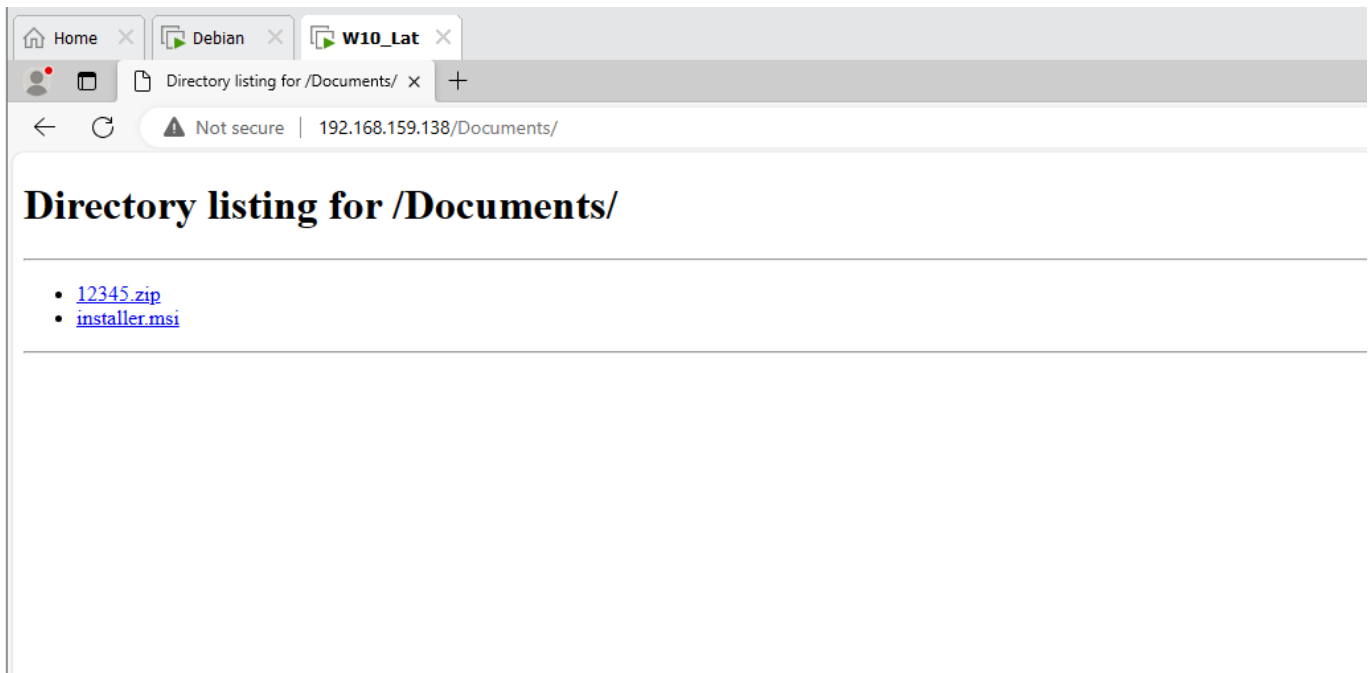 Home
Debian
W10_Lat
Directory listing for /Documents/
Not secure | 192.168.159.138/Documents/
Directory listing for /Documents/
12345.zip
installer.msi